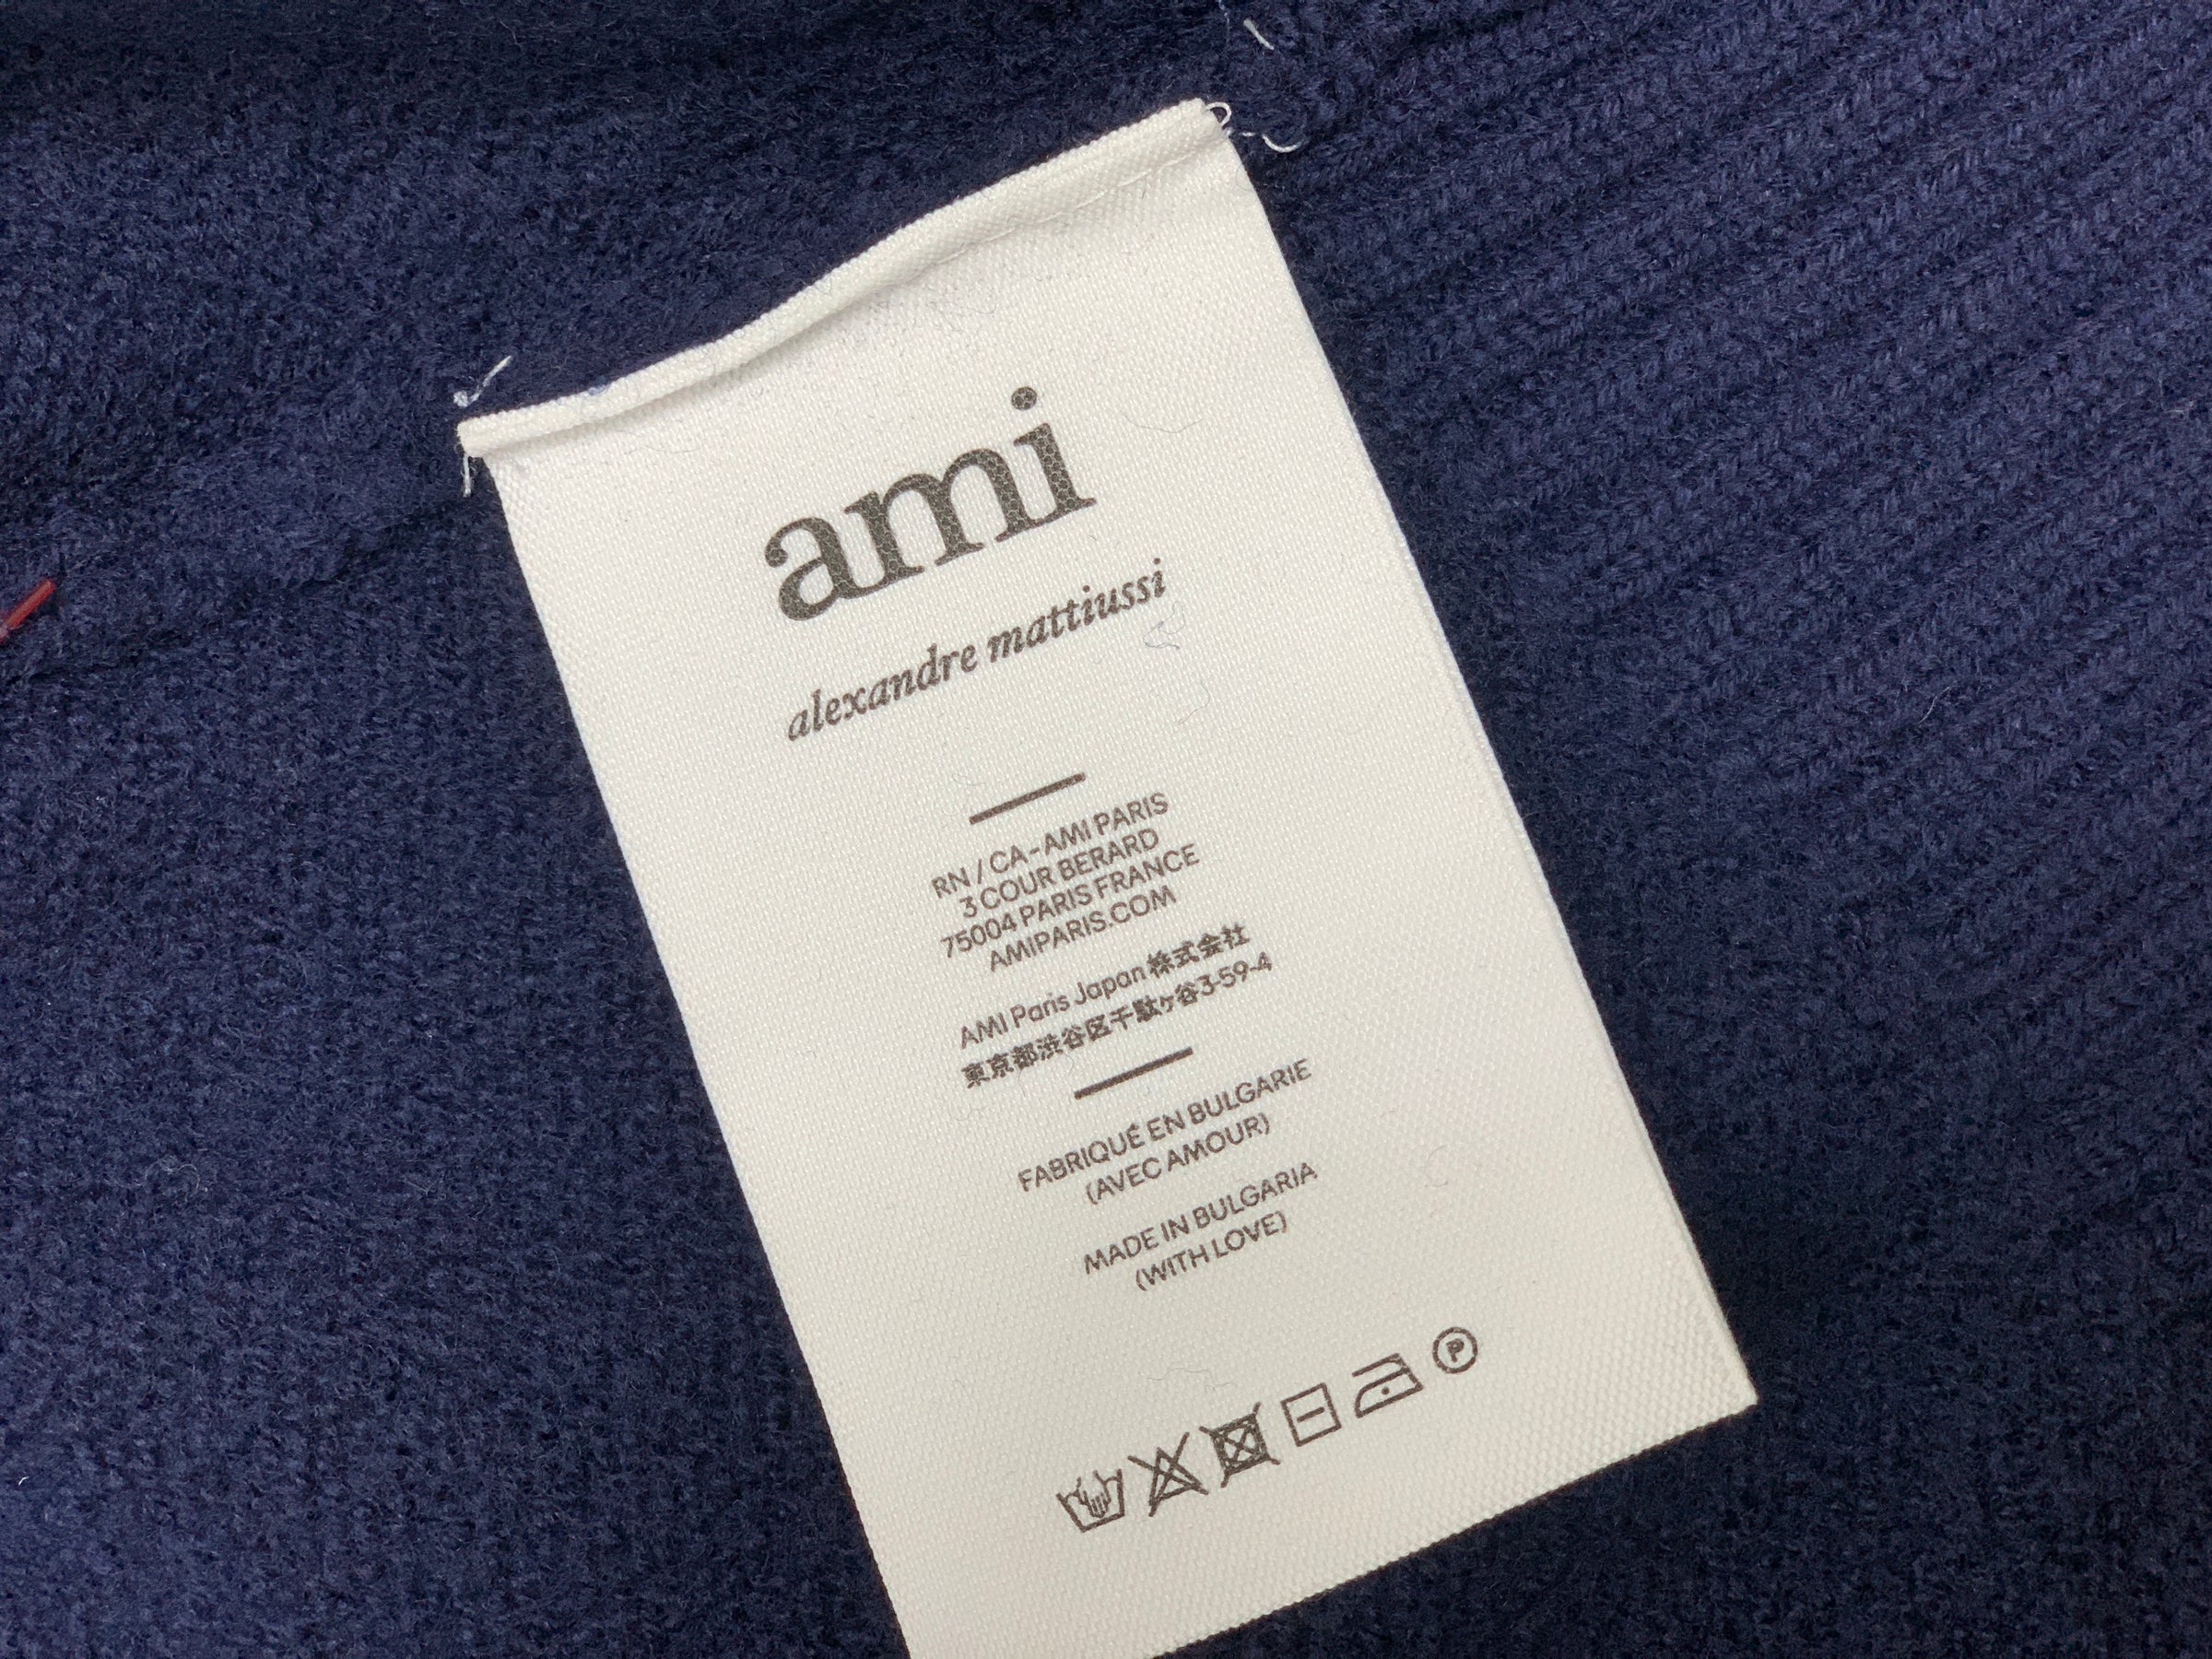 ami
alexandre mattiussi
RN / CA - AMI PARIS
3 COUR BERARD
75004 PARIS FRANCE
AMIPARIS.COM
AMI Paris Japan 株式会社
東京都渋谷区千駄ヶ谷3-59-4
FABRIQUÉ EN BULGARIE
(AVEC AMOUR)
MADE IN BULGARIA
(WITH LOVE)
P